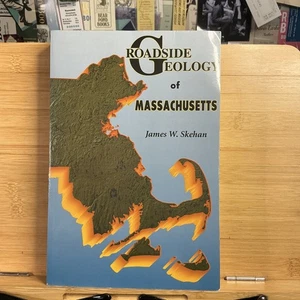 ROADSIDE
GEOLOGY
of
MASSACHUSETTS
James W. Skehan